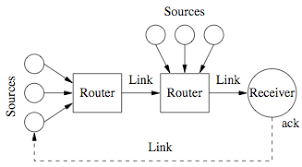 Sources
Sources
Router
Link
Router
Link
Receiver
ack
Link